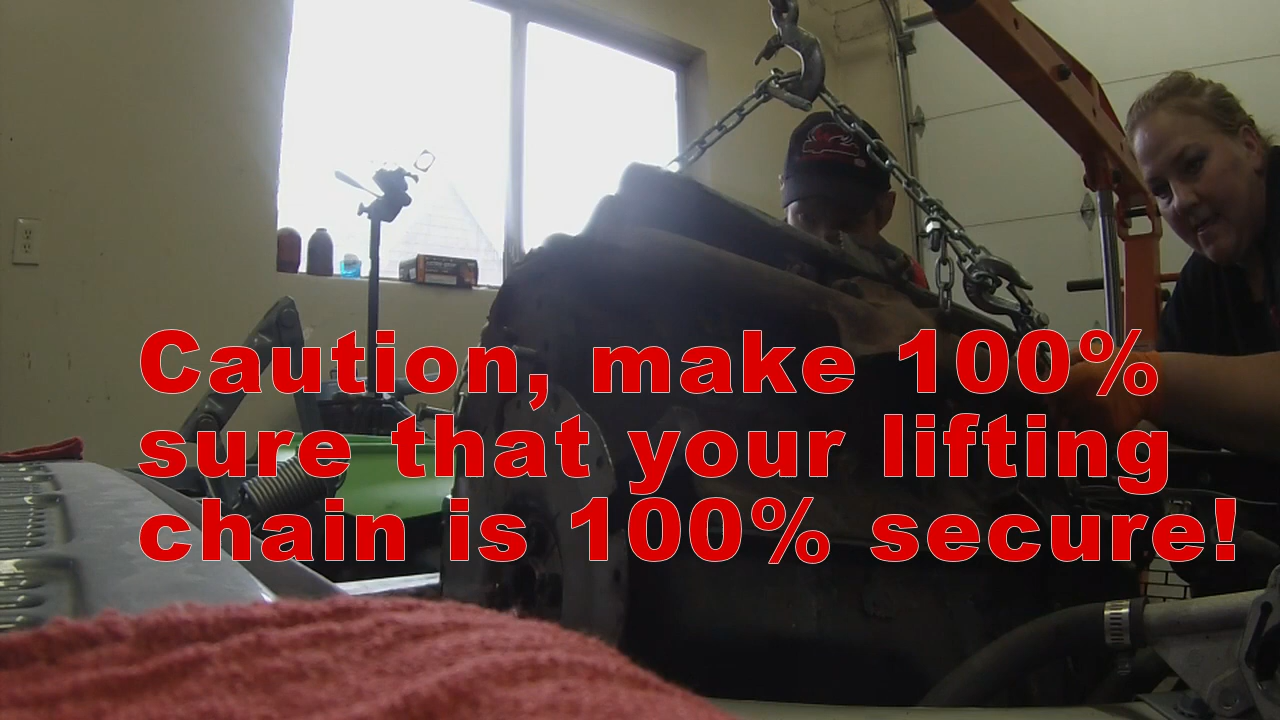 Caution, make 100%
sure that your lifting
chain is 100% secure!